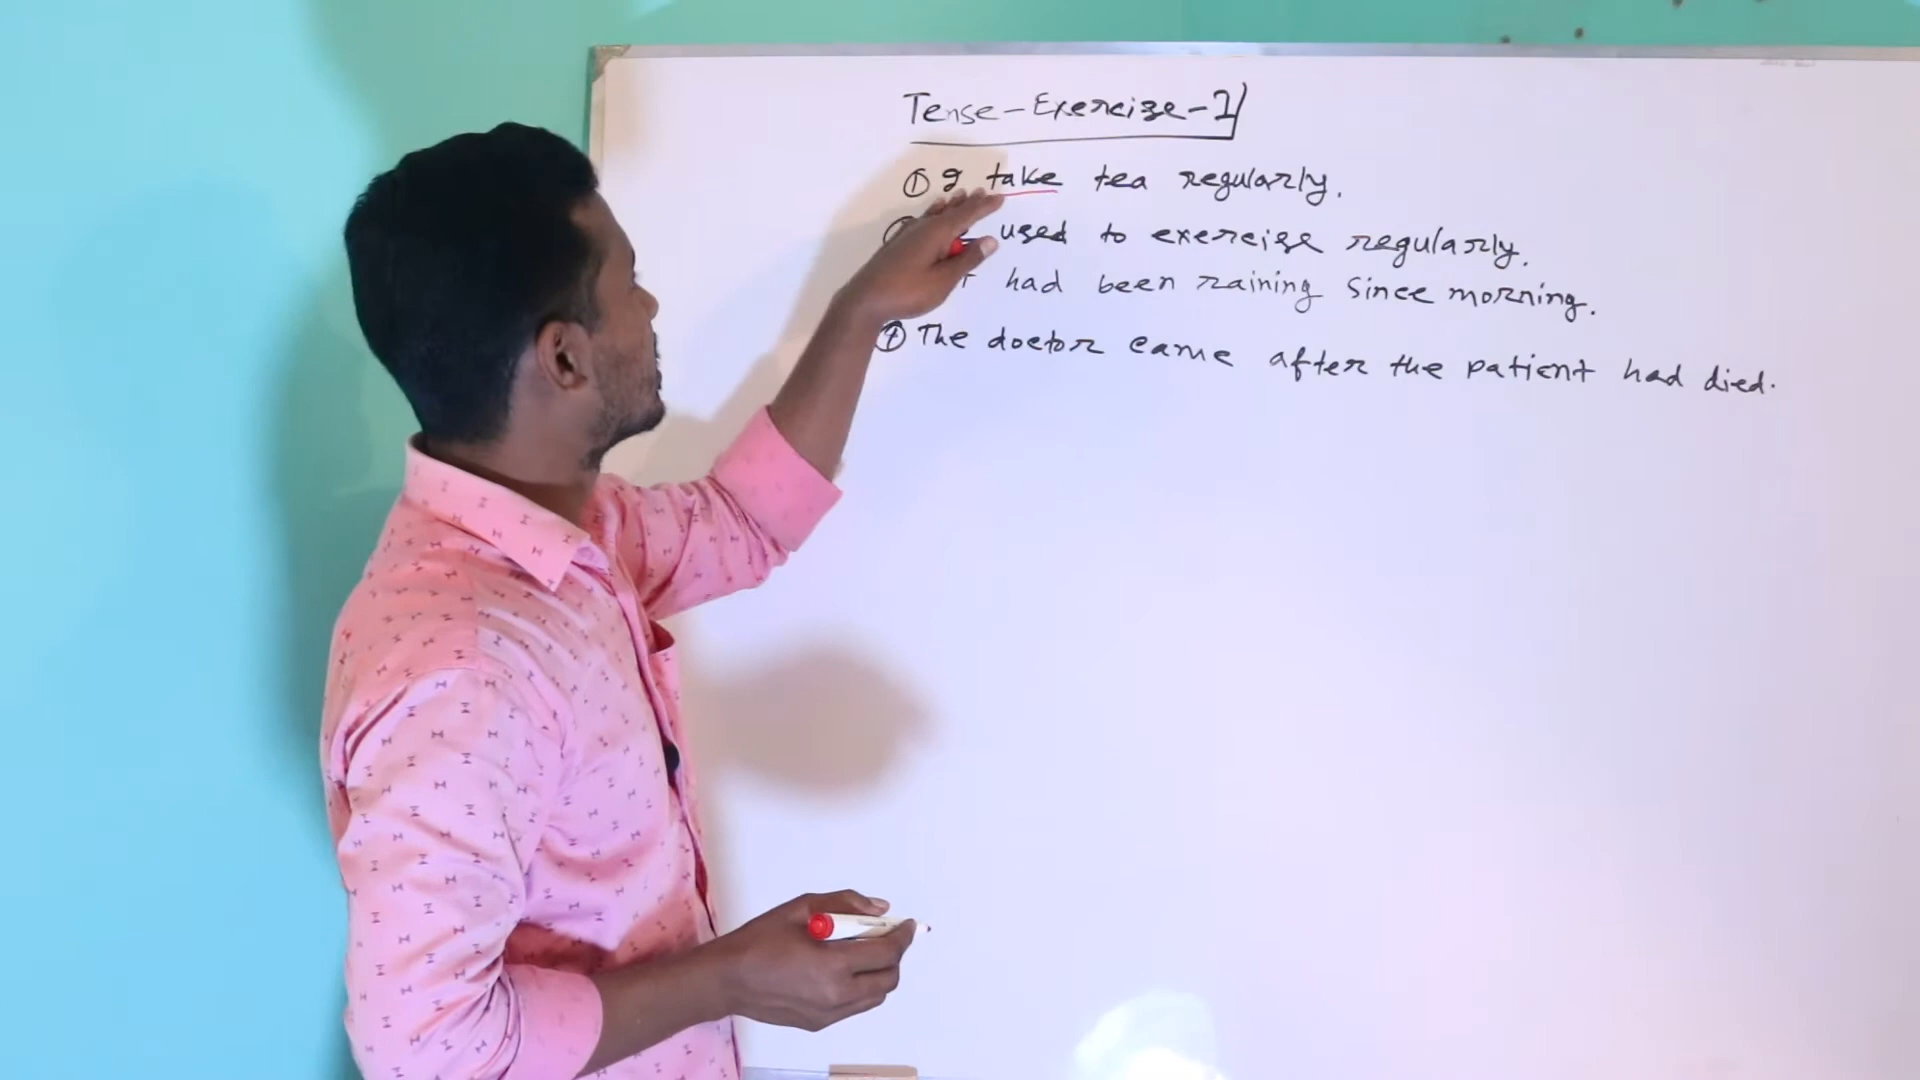 Tense-Exercise-1
① I take tea regularly.
used to exercise regularly.
had been raining since morning.
④ The doctor came after the patient had died.